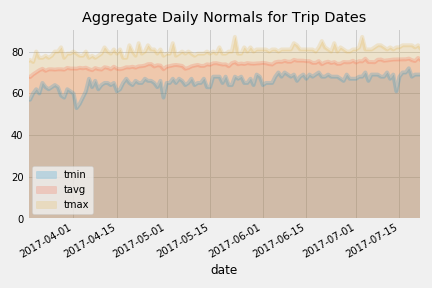 Aggregate Daily Normals for Trip Dates
80
60
40
20
0
tmin
tavg
tmax
2017-04-01
2017-04-15
2017-05-01
2017-05-15
2017-06-01
2017-06-15
2017-07-01
2017-07-15
date